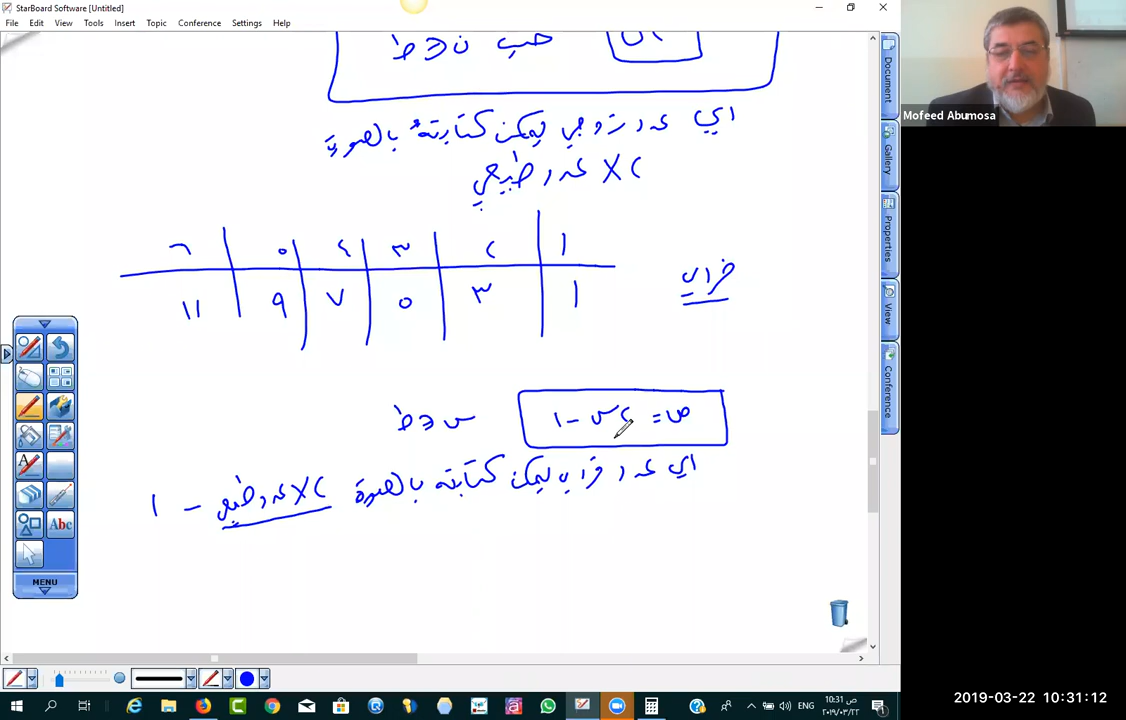 StarBoard Software [Untitled]
File Edit View Tools Insert Topic Conference Settings Help
ن ∋ ط
اي عدد زوجي يمكن كتابته بالصورة
٢ × عدد طبيعي
فردي
١ ٢ ٣ ٤ ٥ ٦
١ ٣ ٥ ٧ ٩ ١١
ص = ٢س - ١ س ∋ ط
اي عدد فردي يمكن كتابته بالصورة ٢ × عدد طبيعي - ١
Abc
MENU
Document
Gallery
Properties
View
Conference
Mofeed Abumosa
ENG
10:31 ص
٢٠١٩/٠٣/٢٢
2019-03-22 10:31:12